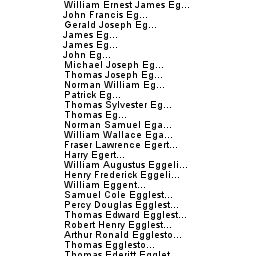 William Ernest James Eg...
John Francis Eg...
Gerald Joseph Eg...
James Eg...
James Eg...
John Eg...
Michael Joseph Eg...
Thomas Joseph Eg...
Norman William Eg...
Patrick Eg...
Thomas Sylvester Eg...
Thomas Eg...
Norman Samuel Ega...
William Wallace Ega...
Fraser Lawrence Egert...
Harry Egert...
William Augustus Eggeli...
Henry Frederick Eggeli...
William Eggent...
Samuel Cole Egglest...
Percy Douglas Egglest...
Thomas Edward Egglest...
Robert Henry Egglest...
Arthur Ronald Egglesto...
Thomas Egglesto...
Thomas Ederitt Egglet...